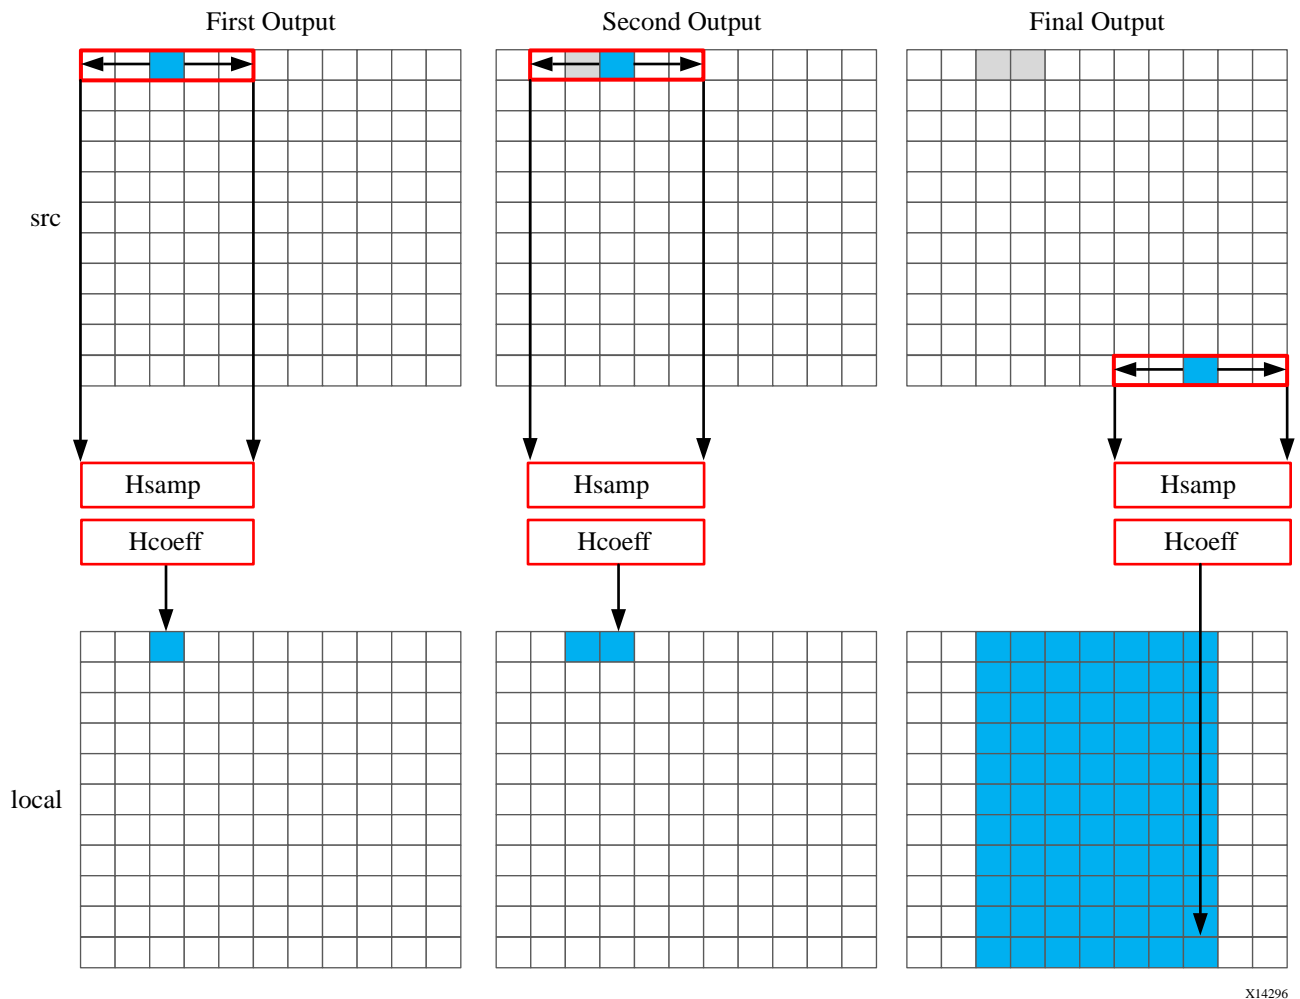 First Output
Second Output
Final Output
src
Hsamp
Hsamp
Hsamp
Hcoeff
Hcoeff
Hcoeff
local
X14296